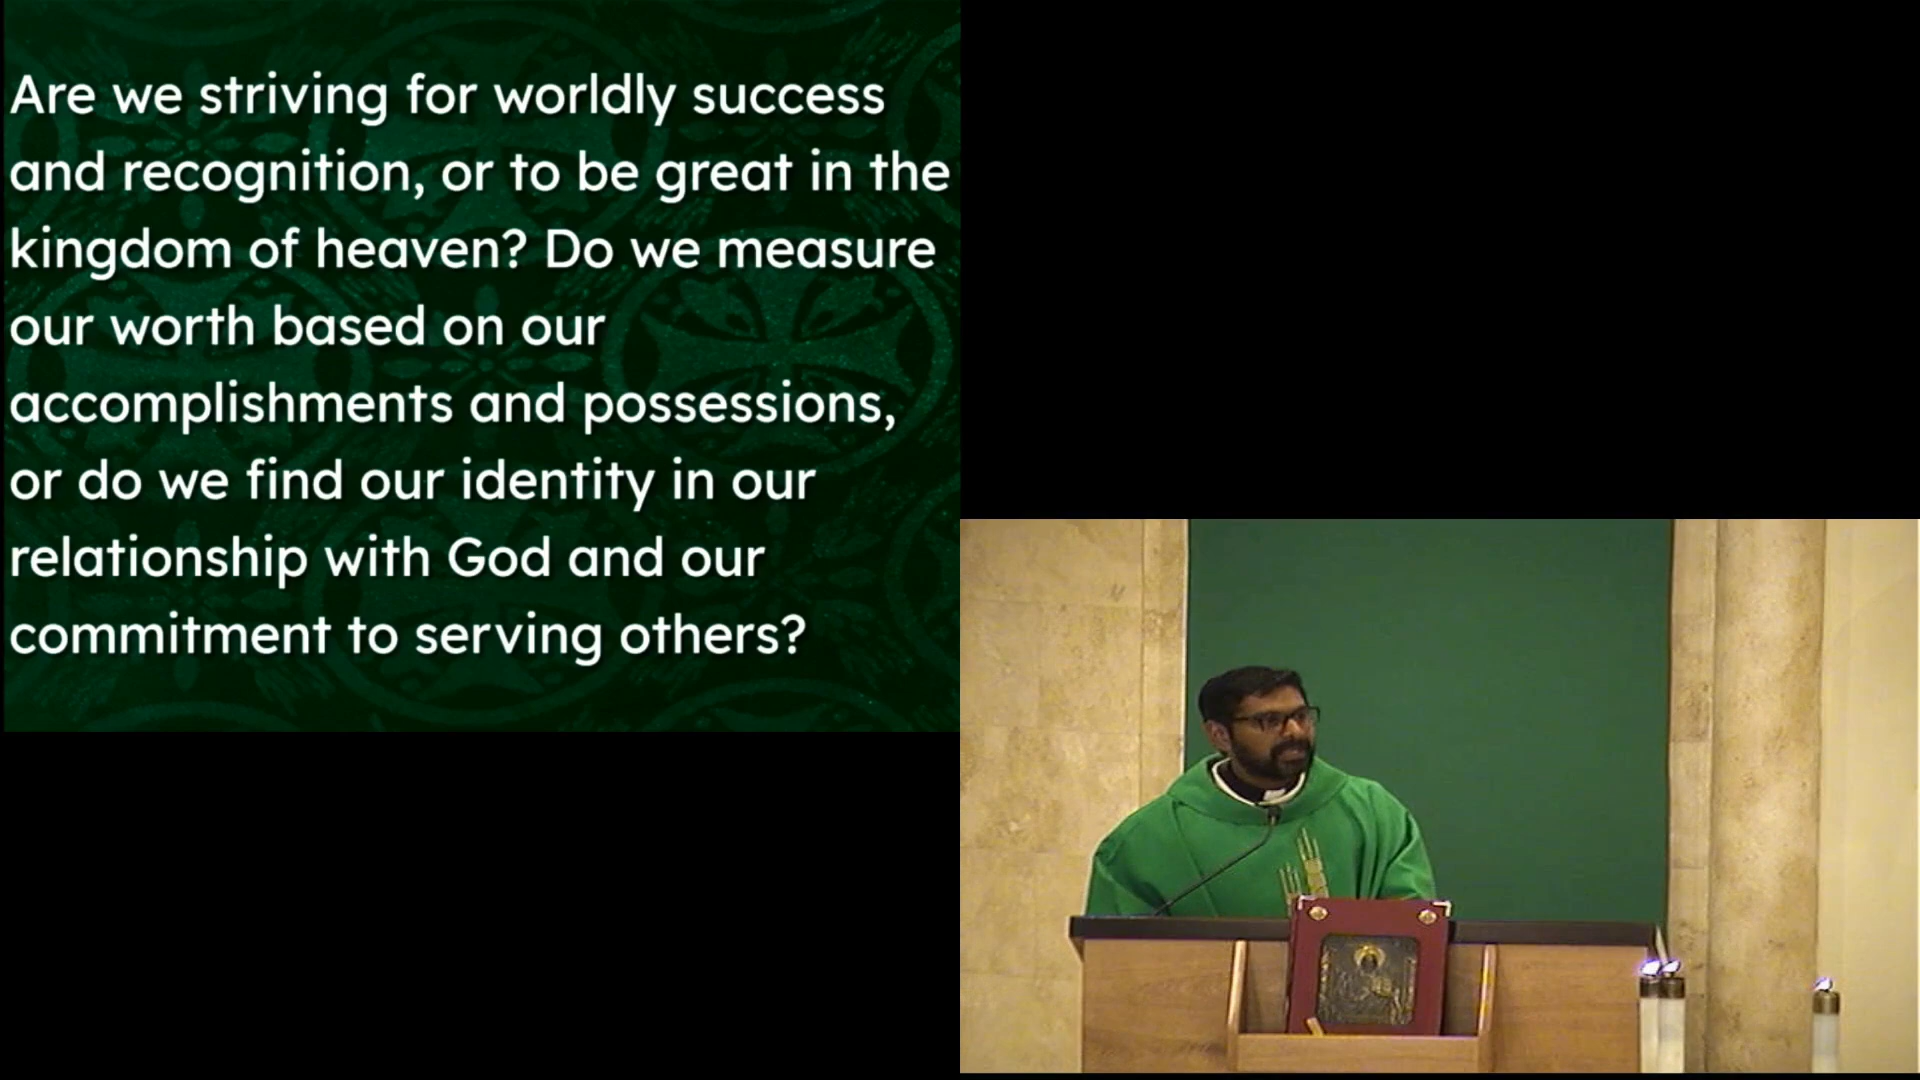 Are we striving for worldly success
and recognition, or to be great in the
kingdom of heaven? Do we measure
our worth based on our
accomplishments and possessions,
or do we find our identity in our
relationship with God and our
commitment to serving others?